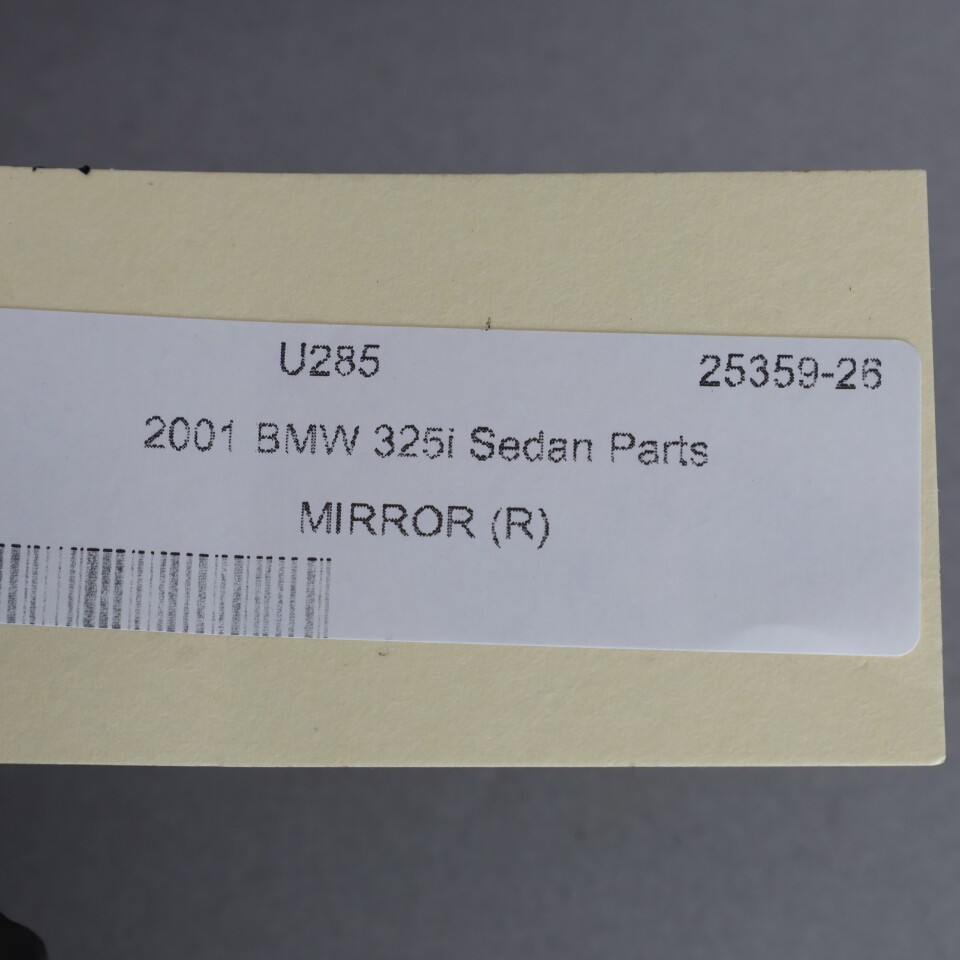 U285 25359-26
2001 BMW 325i Sedan Parts
MIRROR (R)